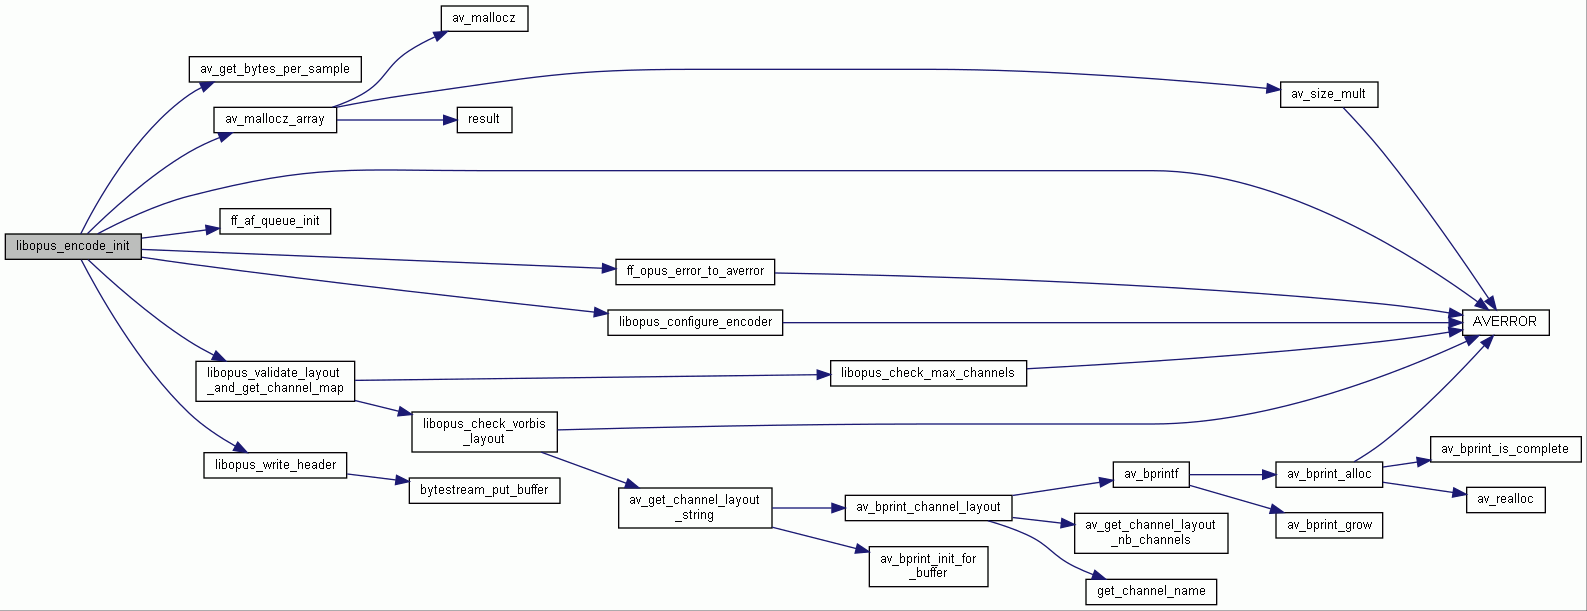 av_mallocz
av_get_bytes_per_sample
av_size_mult
av_mallocz_array
result
ff_af_queue_init
libopus_encode_init
ff_opus_error_to_averror
libopus_configure_encoder
AVERROR
libopus_validate_layout
_and_get_channel_map
libopus_check_max_channels
libopus_check_vorbis
_layout
libopus_write_header
av_bprint_is_complete
av_bprintf
av_bprint_alloc
bytestream_put_buffer
av_get_channel_layout
_string
av_bprint_channel_layout
av_realloc
av_get_channel_layout
_nb_channels
av_bprint_grow
av_bprint_init_for
_buffer
get_channel_name